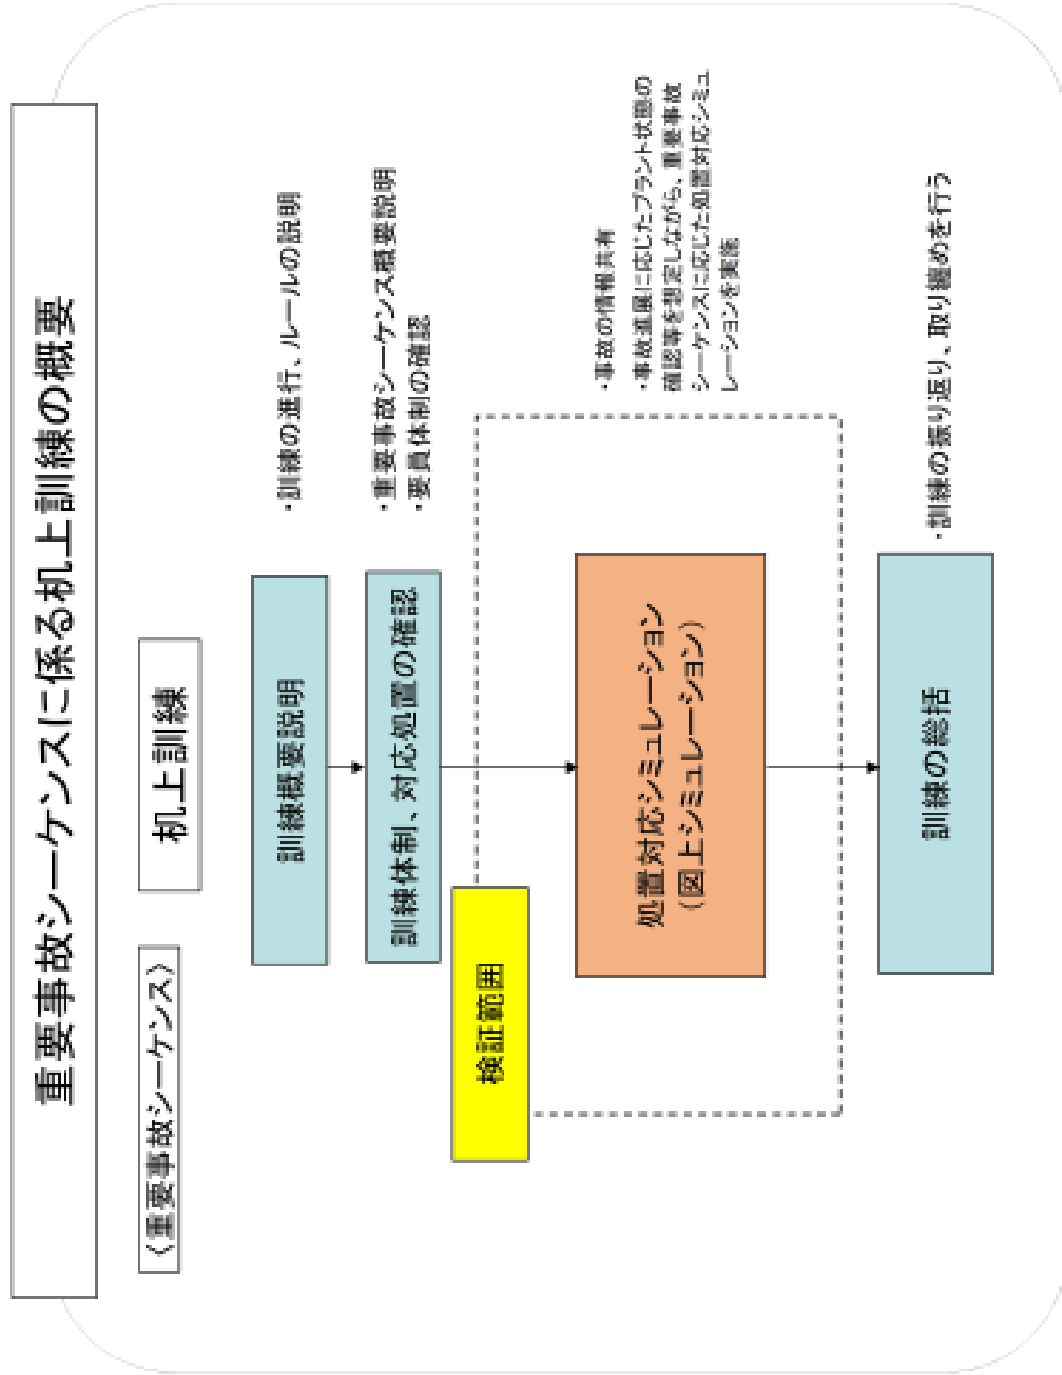 重要事故シーケンスに係る机上訓練の概要
（重要事故シーケンス）
机上訓練
訓練概要説明
・訓練の進行、ルールの説明
訓練体制、対応処置の確認
・重要事故シーケンス概要説明
・要員体制の確認
検証範囲
処置対応シミュレーション
（図上シミュレーション）
・事故の情報共有
・事故進展に応じたプラント状態の
確認等を想定しながら、重要事故
シーケンスに応じた処置対応シミュ
レーションを実施
訓練の総括
・訓練の振り返り、取り纏めを行う